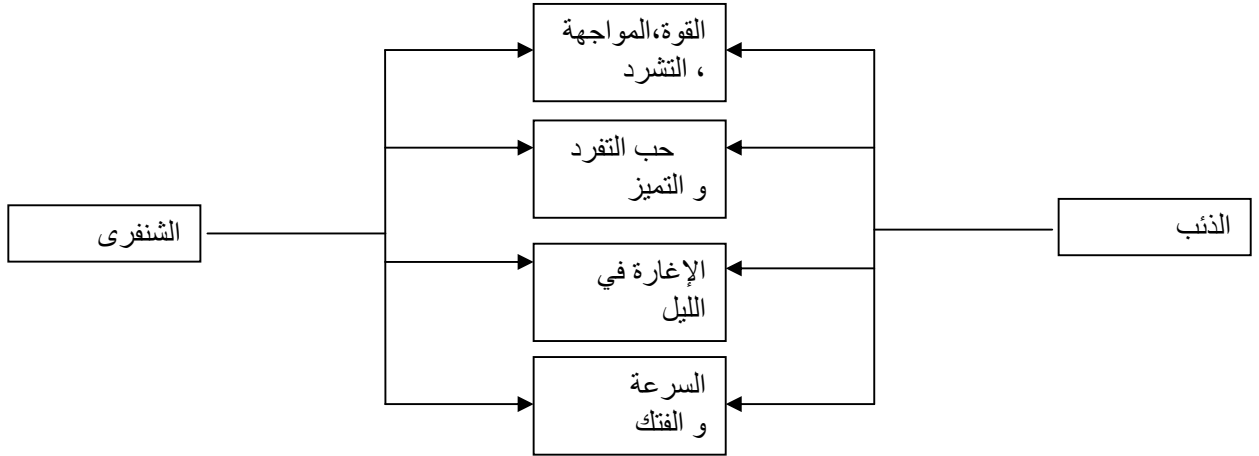 القوة،المواجهة
، التشرد
حب التفرد
و التميز
الذئب
الشنفرى
الإغارة في
الليل
السرعة
و الفتك